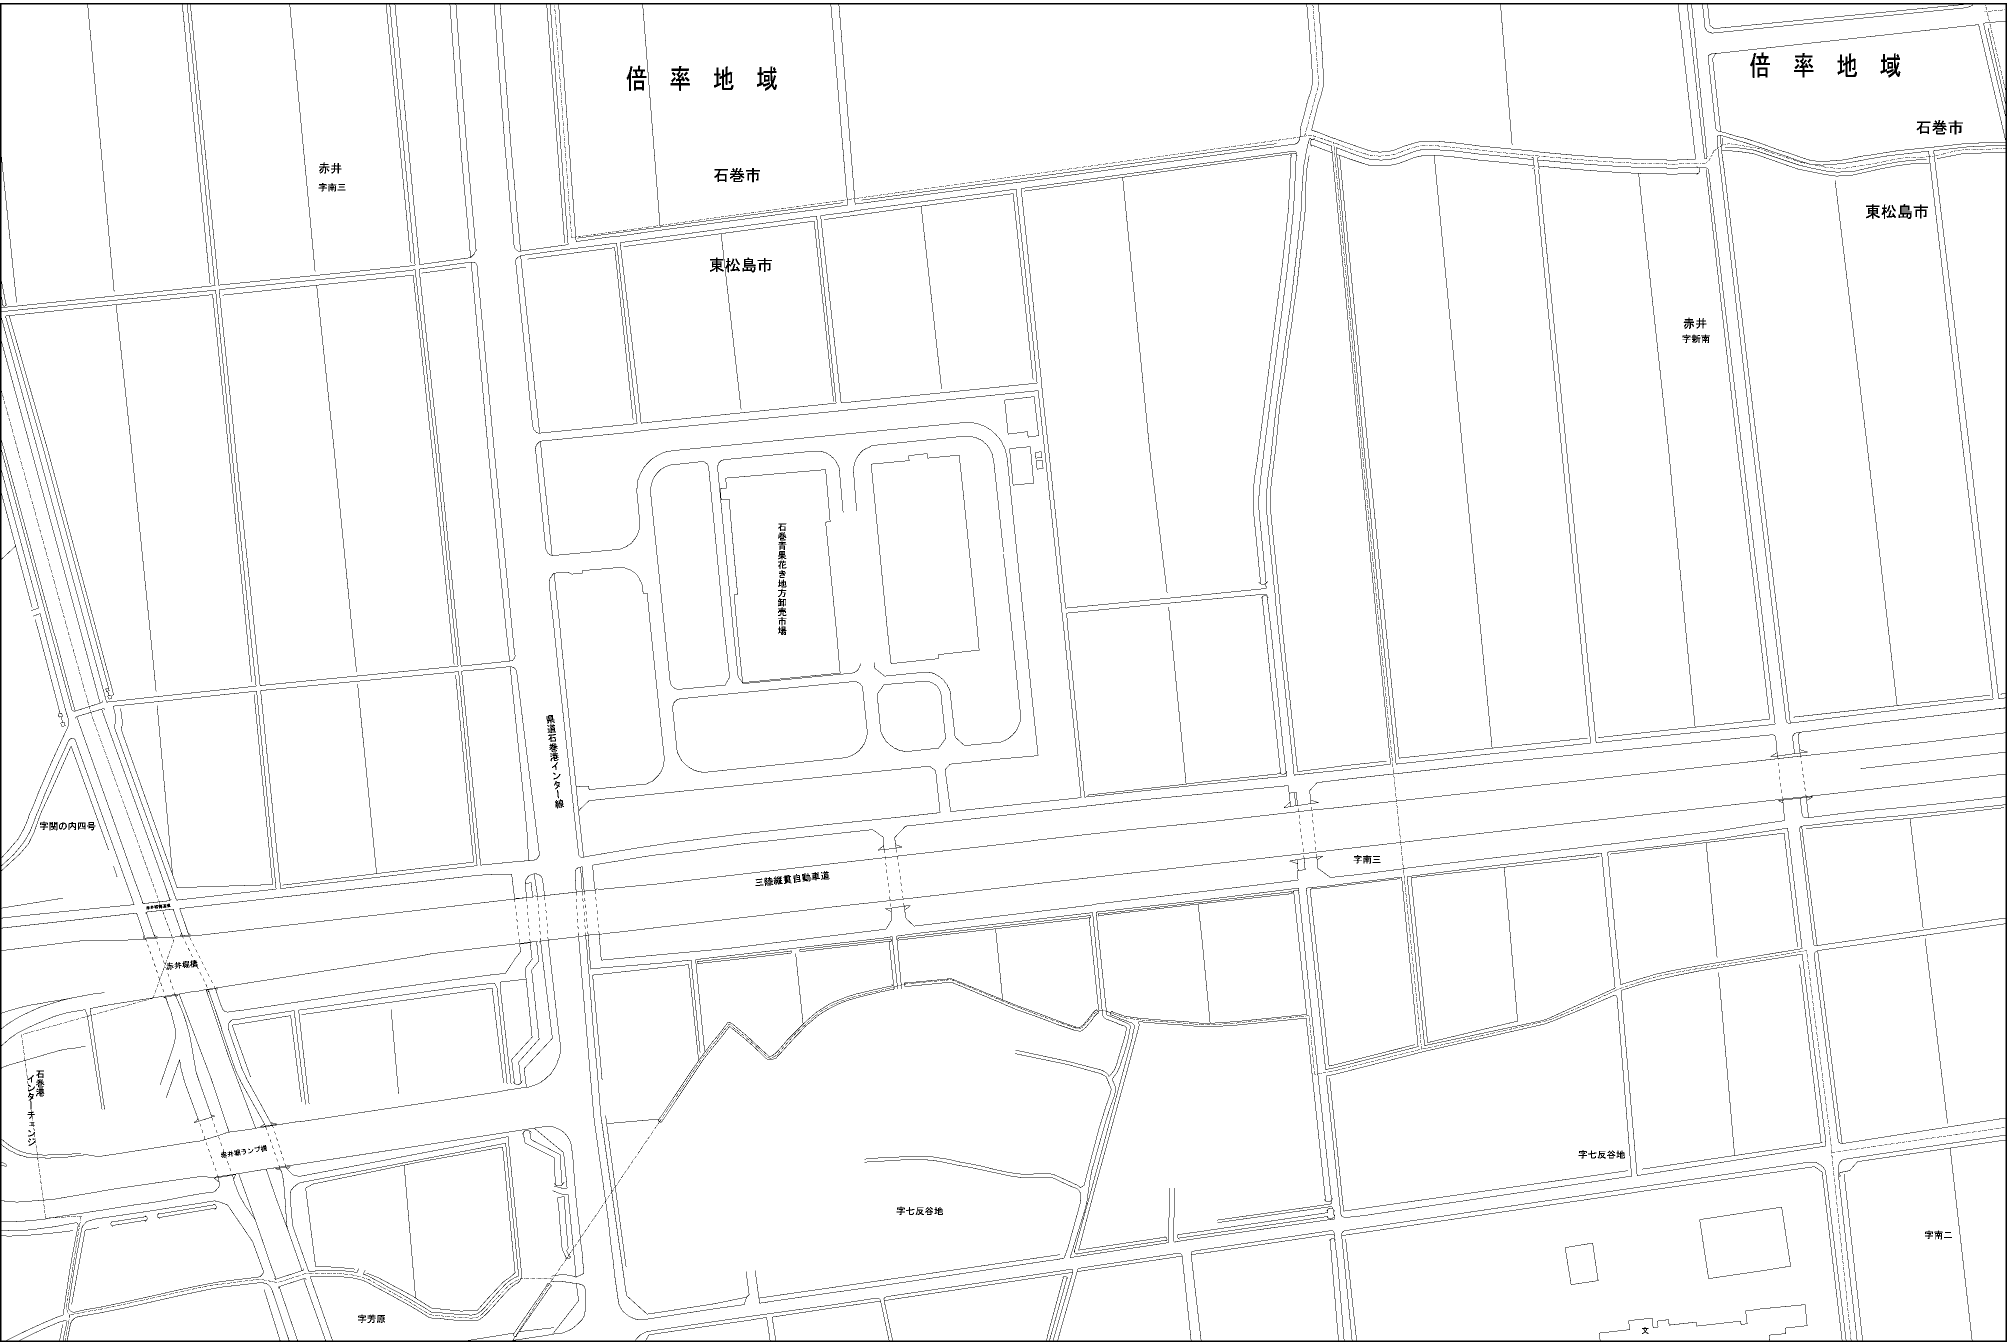 倍率地域
倍率地域
石巻市
赤井
字南三
石巻市
東松島市
東松島市
赤井
字新南
石巻青果花き地方卸売市場
県道石巻港インター線
字関の内四号
字南三
三陸縦貫自動車道
赤井堀橋
石巻港
インターチェンジ
赤井堀ランプ橋
字七反谷地
字七反谷地
字南二
字芳原
文